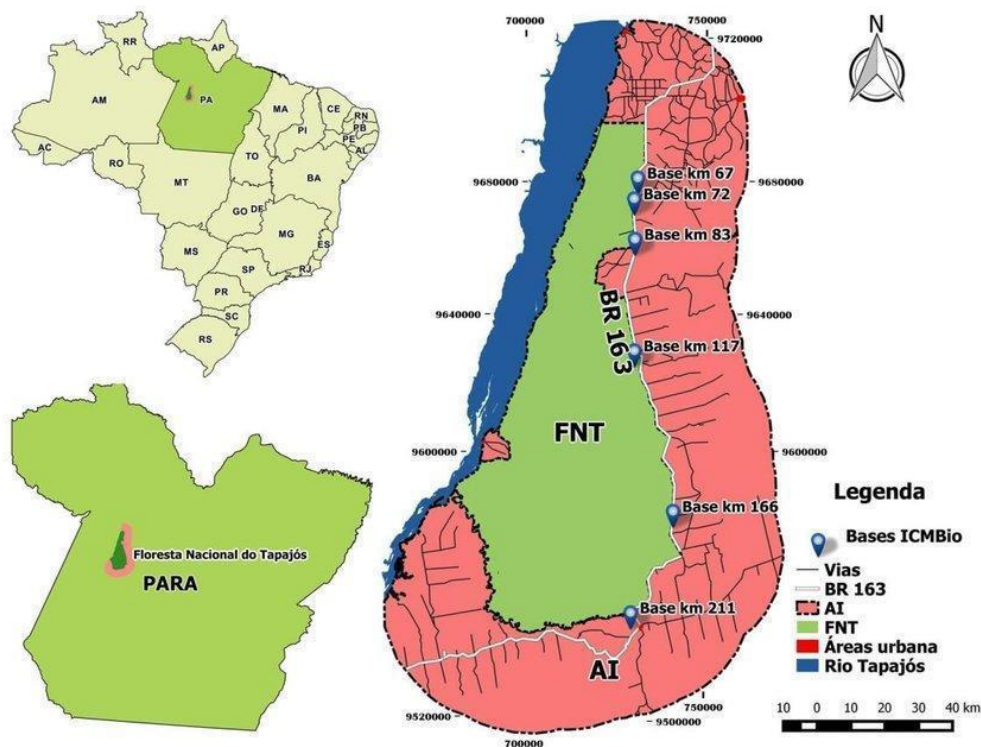 RR
AP
AM
PA
MA
CE
RN
PB
PE
AL
PI
AC
RO
TO
BA
MT
GO
DF
MG
ES
MS
SP
RJ
PR
SC
RS
Floresta Nacional do Tapajós
PARA
700000
750000
9720000
N
9680000
9680000
Base km 67
Base km 72
Base km 83
9640000
9640000
BR 163
Base km 117
FNT
9600000
9600000
Base km 166
Base km 211
AI
9520000
750000
9500000
700000
Legenda
Bases ICMBio
Vias
BR 163
AI
FNT
Áreas urbana
Rio Tapajós
10 0 10 20 30 40 km